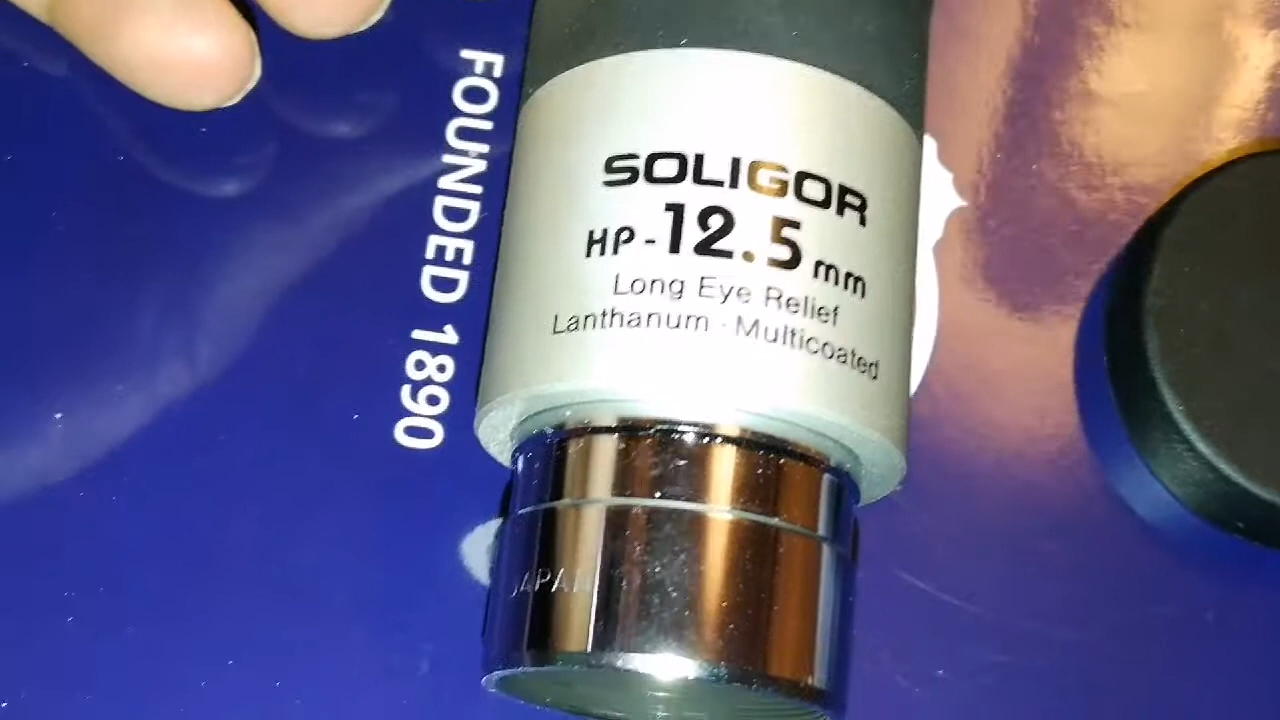 FOUNDED 1890
SOLIGOR
HP-12.5mm
Long Eye Relief
Lanthanum · Multicoated
JAPAN